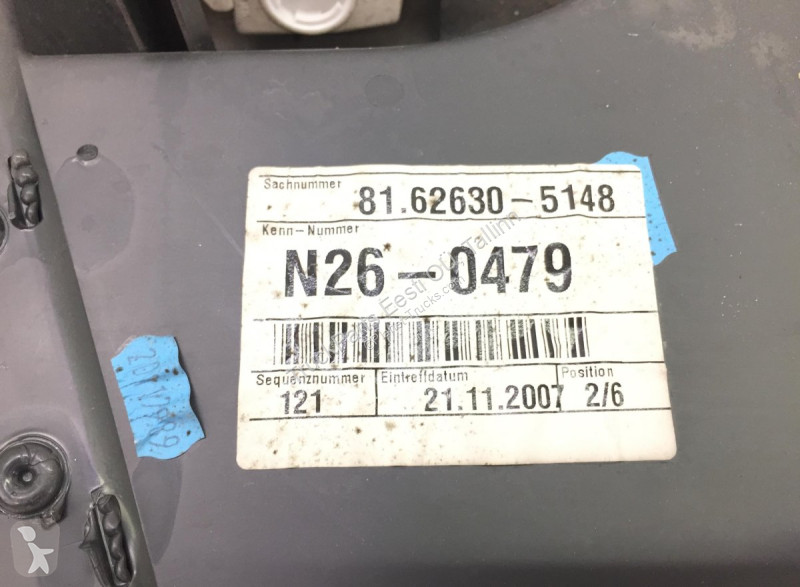 Sachnummer
81.62630-5148
Kenn-Nummer
N26-0479
Sequenznummer Eintreffdatum Position
121 21.11.2007 2/6